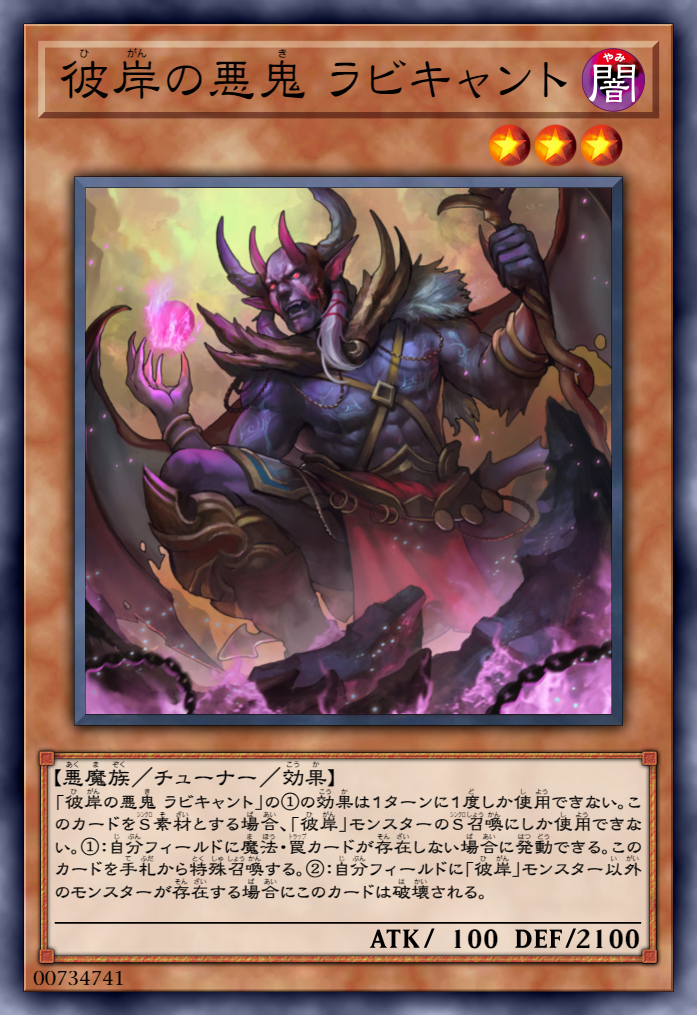 彼岸の悪鬼 ラビキャント
闇
【悪魔族／チューナー／効果】
「彼岸の悪鬼 ラビキャント」の①の効果は1ターンに1度しか使用できない。こ
のカードをS素材とする場合、「彼岸」モンスターのS召喚にしか使用できな
い。①：自分フィールドに魔法・罠カードが存在しない場合に発動できる。この
カードを手札から特殊召喚する。②：自分フィールドに「彼岸」モンスター以外
のモンスターが存在する場合にこのカードは破壊される。
ATK/ 100 DEF/2100
00734741